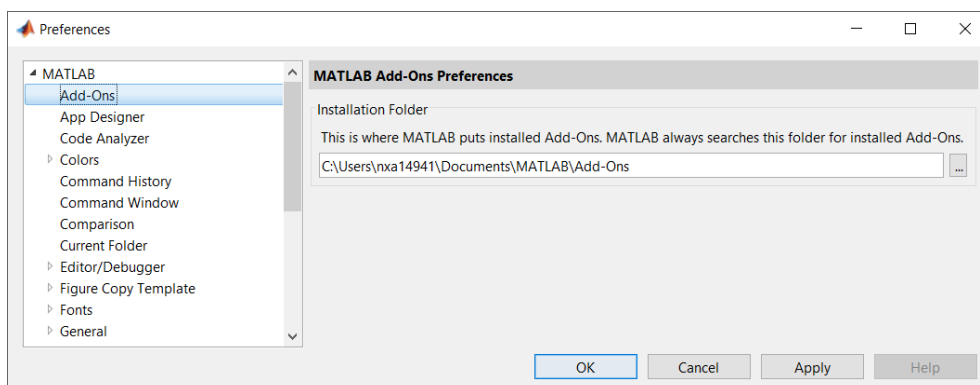 Preferences
MATLAB
Add-Ons
App Designer
Code Analyzer
Colors
Command History
Command Window
Comparison
Current Folder
Editor/Debugger
Figure Copy Template
Fonts
General
MATLAB Add-Ons Preferences
Installation Folder
This is where MATLAB puts installed Add-Ons. MATLAB always searches this folder for installed Add-Ons.
C:\Users\nxa14941\Documents\MATLAB\Add-Ons
...
OK Cancel Apply Help